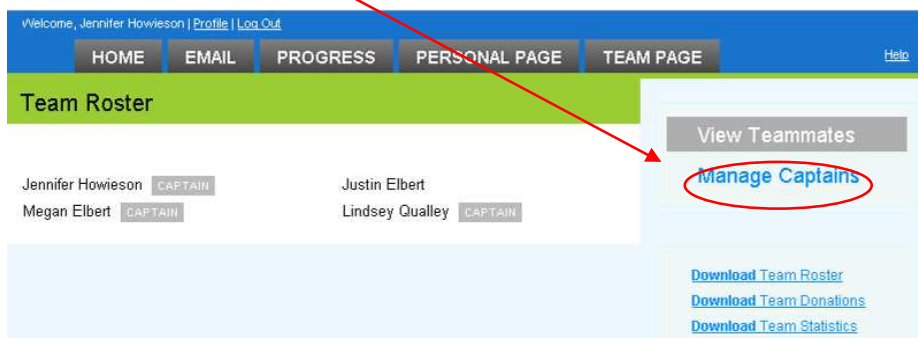 Welcome, Jennifer Howieson | Profile | Log Out
HOME EMAIL PROGRESS PERSONAL PAGE TEAM PAGE Help
Team Roster
View Teammates
Manage Captains
Jennifer Howieson CAPTAIN Justin Elbert
Megan Elbert CAPTAIN Lindsey Qualley CAPTAIN
Download Team Roster
Download Team Donations
Download Team Statistics